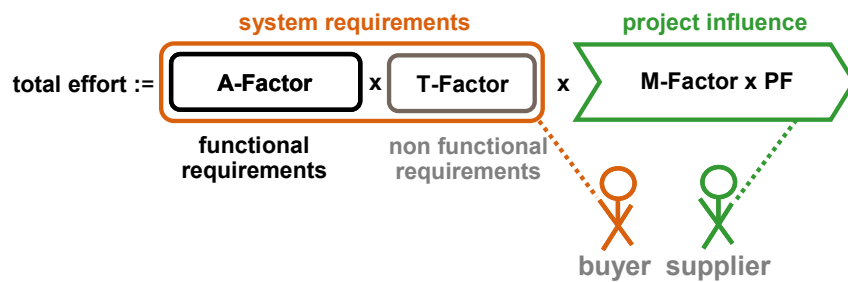 system requirements
project influence
total effort := A-Factor x T-Factor x M-Factor x PF
functional
requirements
non functional
requirements
buyer
supplier